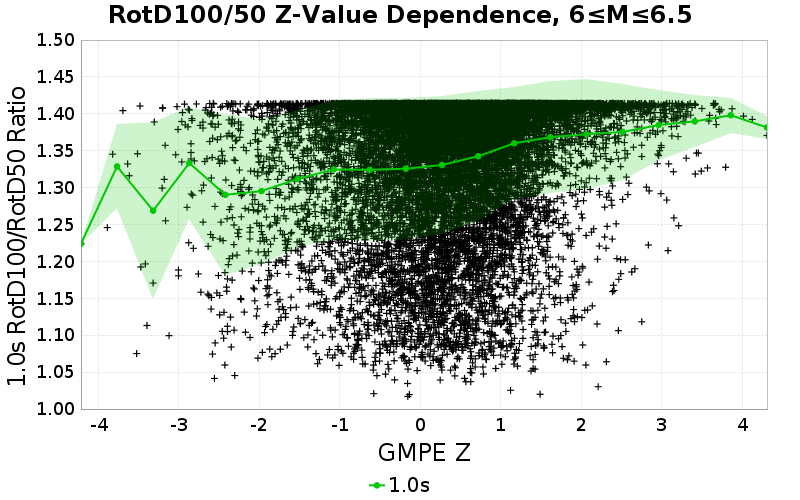 RotD100/50 Z-Value Dependence, 6≤M≤6.5
1.50
1.45
1.40
1.35
1.30
1.25
1.20
1.15
1.10
1.05
1.00
1.0s RotD100/RotD50 Ratio
-4 -3 -2 -1 0 1 2 3 4
GMPE Z
1.0s